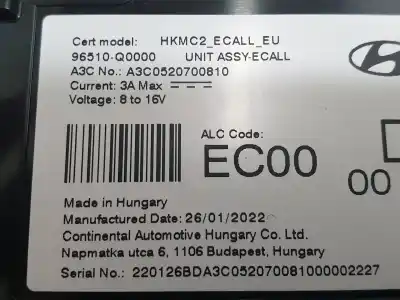 Cert model: HKMC2_ECALL_EU
96510-Q0000 UNIT ASSY-ECALL
A3C No.: A3C0520700810
Current: 3A Max
Voltage: 8 to 16V
ALC Code:
EC00
00
Made in Hungary
Manufactured Date: 26/01/2022
Continental Automotive Hungary Co. Ltd.
Napmatka utca 6, 1106 Budapest, Hungary
Serial No.: 220126BDA3C052070081000002227